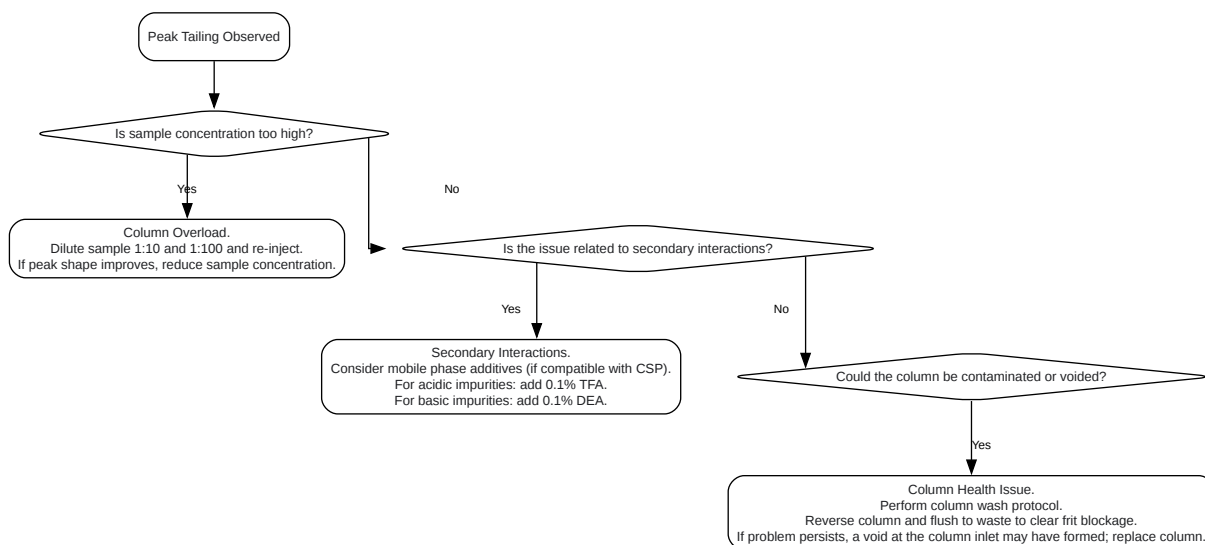 Peak Tailing Observed
Is sample concentration too high?
Yes
No
Column Overload.
Dilute sample 1:10 and 1:100 and re-inject.
If peak shape improves, reduce sample concentration.
Is the issue related to secondary interactions?
Yes
No
Secondary Interactions.
Consider mobile phase additives (if compatible with CSP).
For acidic impurities: add 0.1% TFA.
For basic impurities: add 0.1% DEA.
Could the column be contaminated or voided?
Yes
Column Health Issue.
Perform column wash protocol.
Reverse column and flush to waste to clear frit blockage.
If problem persists, a void at the column inlet may have formed; replace column.